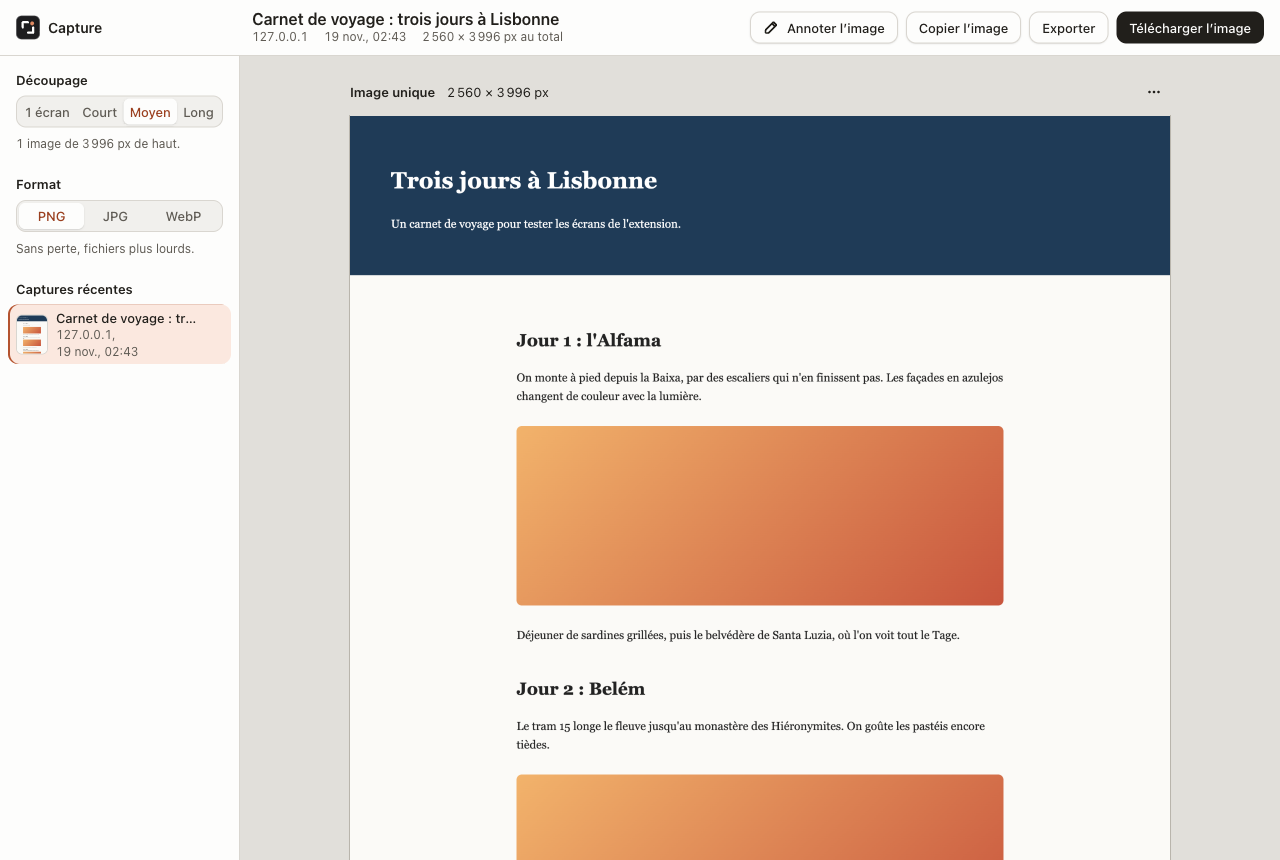 Capture
Carnet de voyage : trois jours à Lisbonne
127.0.0.1 19 nov., 02:43 2 560 × 3 996 px au total
Annoter l’image
Copier l’image
Exporter
Télécharger l’image
Découpage
1 écran Court Moyen Long
1 image de 3 996 px de haut.
Format
PNG JPG WebP
Sans perte, fichiers plus lourds.
Captures récentes
Carnet de voyage : tr...
127.0.0.1,
19 nov., 02:43
Image unique 2 560 × 3 996 px
Trois jours à Lisbonne
Un carnet de voyage pour tester les écrans de l'extension.
Jour 1 : l'Alfama
On monte à pied depuis la Baixa, par des escaliers qui n'en finissent pas. Les façades en azulejos
changent de couleur avec la lumière.
Déjeuner de sardines grillées, puis le belvédère de Santa Luzia, où l'on voit tout le Tage.
Jour 2 : Belém
Le tram 15 longe le fleuve jusqu'au monastère des Hiéronymites. On goûte les pastéis encore
tièdes.